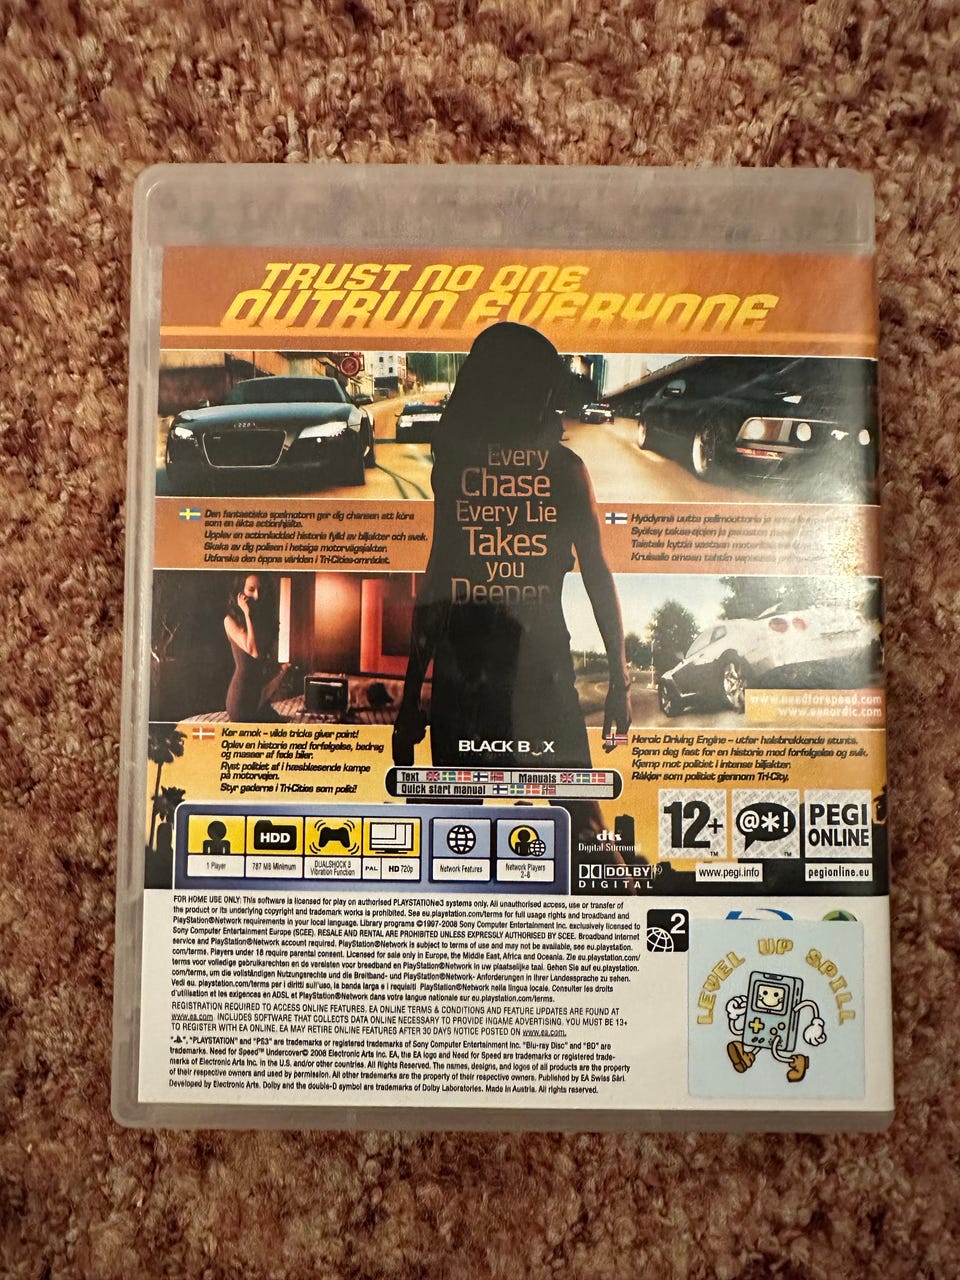 TRUST NO ONE
OUTRUN EVERYONE
Every
Chase
Every Lie
Takes
you
Deeper
Den fantastiska spelmotorn ger dig chansen att köra
som en äkta actionhjälte.
Upplev en actionladdad historia fylld av biljakter och svek.
Skaka av dig polisen i hetsiga motorvägsjakter.
Utforska den öppna världen i Tri-Cities-området.
Hyödynnä uutta pelimoottoria ja
Syöksy takaa-ajojen ja
Taistele kyttiä vastaan
Kruisaile omaan tahtiin
www.needforspeed.com
www.eanordic.com
Kør amok – vilde tricks giver point!
Oplev en historie med forfølgelse, bedrag
og masser af fede biler.
Ryst politiet af i hæsblæsende kampe
på motorvejen.
Styr gaderne i Tri-Cities som politi!
Heroic Driving Engine – utfør halsbrekkende stunts.
Spenn deg fast for en historie med forfølgelse og svik.
Kjemp mot politiet i intense biljakter.
Råkjør som politiet gjennom Tri-City.
BLACK BOX
Text Manuals
Quick start manual
1 Player
HDD
787 MB Minimum
DUALSHOCK 3
Vibration Function
PAL
HD 720p
Network Features
Network Players
2-8
dts
Digital Surround
DOLBY
DIGITAL
12+
TM
www.pegi.info
@*!
TM
PEGI
ONLINE
pegionline.eu
FOR HOME USE ONLY: This software is licensed for play on authorised PLAYSTATION®3 systems only. All unauthorised access, use or transfer of
the product or its underlying copyright and trademark works is prohibited. See eu.playstation.com/terms for full usage rights and broadband and
PlayStation®Network requirements in your local language. Library programs ©1997-2008 Sony Computer Entertainment Inc. exclusively licensed to
Sony Computer Entertainment Europe (SCEE). RESALE AND RENTAL ARE PROHIBITED UNLESS EXPRESSLY AUTHORISED BY SCEE. Broadband internet
service and PlayStation®Network account required. PlayStation®Network is subject to terms of use and may not be available, see eu.playstation.
com/terms. Players under 18 require parental consent. Licensed for sale only in Europe, the Middle East, Africa and Oceania. Zie eu.playstation.com/
terms voor volledige gebruikrechten en de vereisten voor breedband en PlayStation®Network in uw plaatselijke taal. Gehen Sie auf eu.playstation.
com/terms, um die vollständigen Nutzungsrechte und die Breitband- und PlayStation®Network- Anforderungen in Ihrer Landessprache zu sehen.
Vedi eu. playstation.com/terms per i diritti sull'uso, la banda larga e i requisiti PlayStation®Network nella lingua locale. Consulter les droits
d'utilisation et les exigences en ADSL et PlayStation®Network dans votre langue nationale sur eu.playstation.com/terms.
REGISTRATION REQUIRED TO ACCESS ONLINE FEATURES. EA ONLINE TERMS & CONDITIONS AND FEATURE UPDATES ARE FOUND AT
www.ea.com. INCLUDES SOFTWARE THAT COLLECTS DATA ONLINE NECESSARY TO PROVIDE INGAME ADVERTISING. YOU MUST BE 13+
TO REGISTER WITH EA ONLINE. EA MAY RETIRE ONLINE FEATURES AFTER 30 DAYS NOTICE POSTED ON www.ea.com.
"PLAYSTATION" and "PS3" are trademarks or registered trademarks of Sony Computer Entertainment Inc. "Blu-ray Disc" and "BD" are
trademarks. Need for Speed™ Undercover© 2008 Electronic Arts Inc. EA, the EA logo and Need for Speed are trademarks or registered trade-
marks of Electronic Arts Inc. in the U.S. and/or other countries. All Rights Reserved. The names, designs, and logos of all products are the property
of their respective owners and used by permission. All other trademarks are the property of their respective owners. Published by EA Swiss Sàrl.
Developed by Electronic Arts. Dolby and the double-D symbol are trademarks of Dolby Laboratories. Made in Austria. All rights reserved.
2
LEVEL UP SPILL